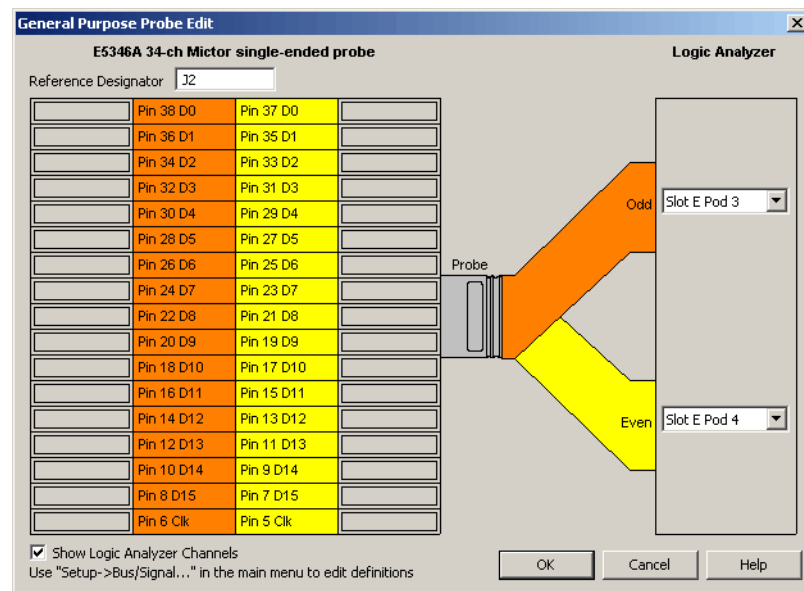 General Purpose Probe Edit
E5346A 34-ch Mictor single-ended probe
Logic Analyzer
Reference Designator J2
Pin 38 D0 Pin 37 D0
Pin 36 D1 Pin 35 D1
Pin 34 D2 Pin 33 D2
Pin 32 D3 Pin 31 D3
Pin 30 D4 Pin 29 D4
Pin 28 D5 Pin 27 D5
Pin 26 D6 Pin 25 D6
Pin 24 D7 Pin 23 D7
Pin 22 D8 Pin 21 D8
Pin 20 D9 Pin 19 D9
Pin 18 D10 Pin 17 D10
Pin 16 D11 Pin 15 D11
Pin 14 D12 Pin 13 D12
Pin 12 D13 Pin 11 D13
Pin 10 D14 Pin 9 D14
Pin 8 D15 Pin 7 D15
Pin 6 Clk Pin 5 Clk
Probe
Odd Slot E Pod 3
Even Slot E Pod 4
Show Logic Analyzer Channels
Use "Setup->Bus/Signal..." in the main menu to edit definitions
OK Cancel Help